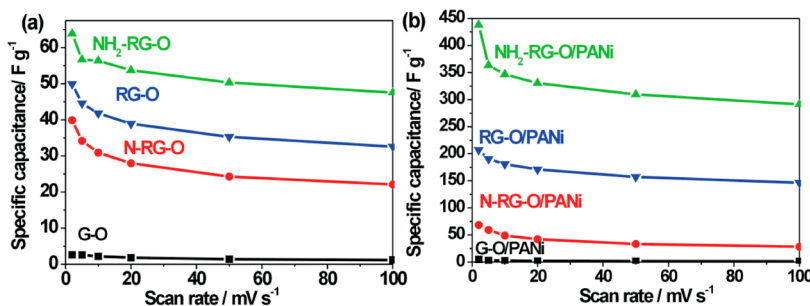 (a)
Specific capacitance/ F g⁻¹
60
50
40
30
20
10
0
NH₂-RG-O
RG-O
N-RG-O
G-O
0 20 40 60 80 100
Scan rate / mV s⁻¹
(b)
Specific capacitance/ F g⁻¹
450
400
350
300
250
200
150
100
50
0
NH₂-RG-O/PANi
RG-O/PANi
N-RG-O/PANi
G-O/PANi
0 20 40 60 80 100
Scan rate / mV s⁻¹